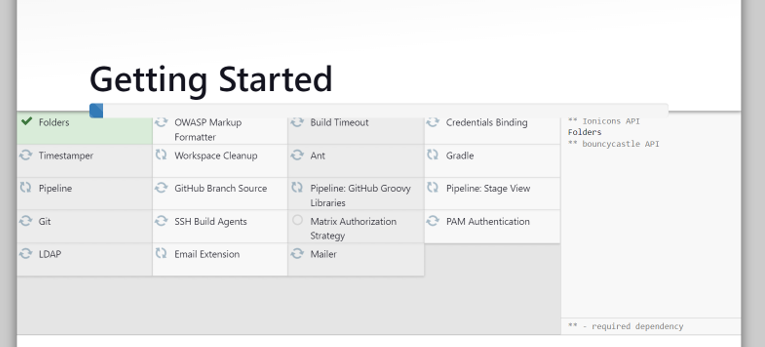 Getting Started
Folders
OWASP Markup
Formatter
Build Timeout
Credentials Binding
Timestamper
Workspace Cleanup
Ant
Gradle
Pipeline
GitHub Branch Source
Pipeline: GitHub Groovy
Libraries
Pipeline: Stage View
Git
SSH Build Agents
Matrix Authorization
Strategy
PAM Authentication
LDAP
Email Extension
Mailer
** Ionicons API
Folders
** bouncycastle API
** - required dependency